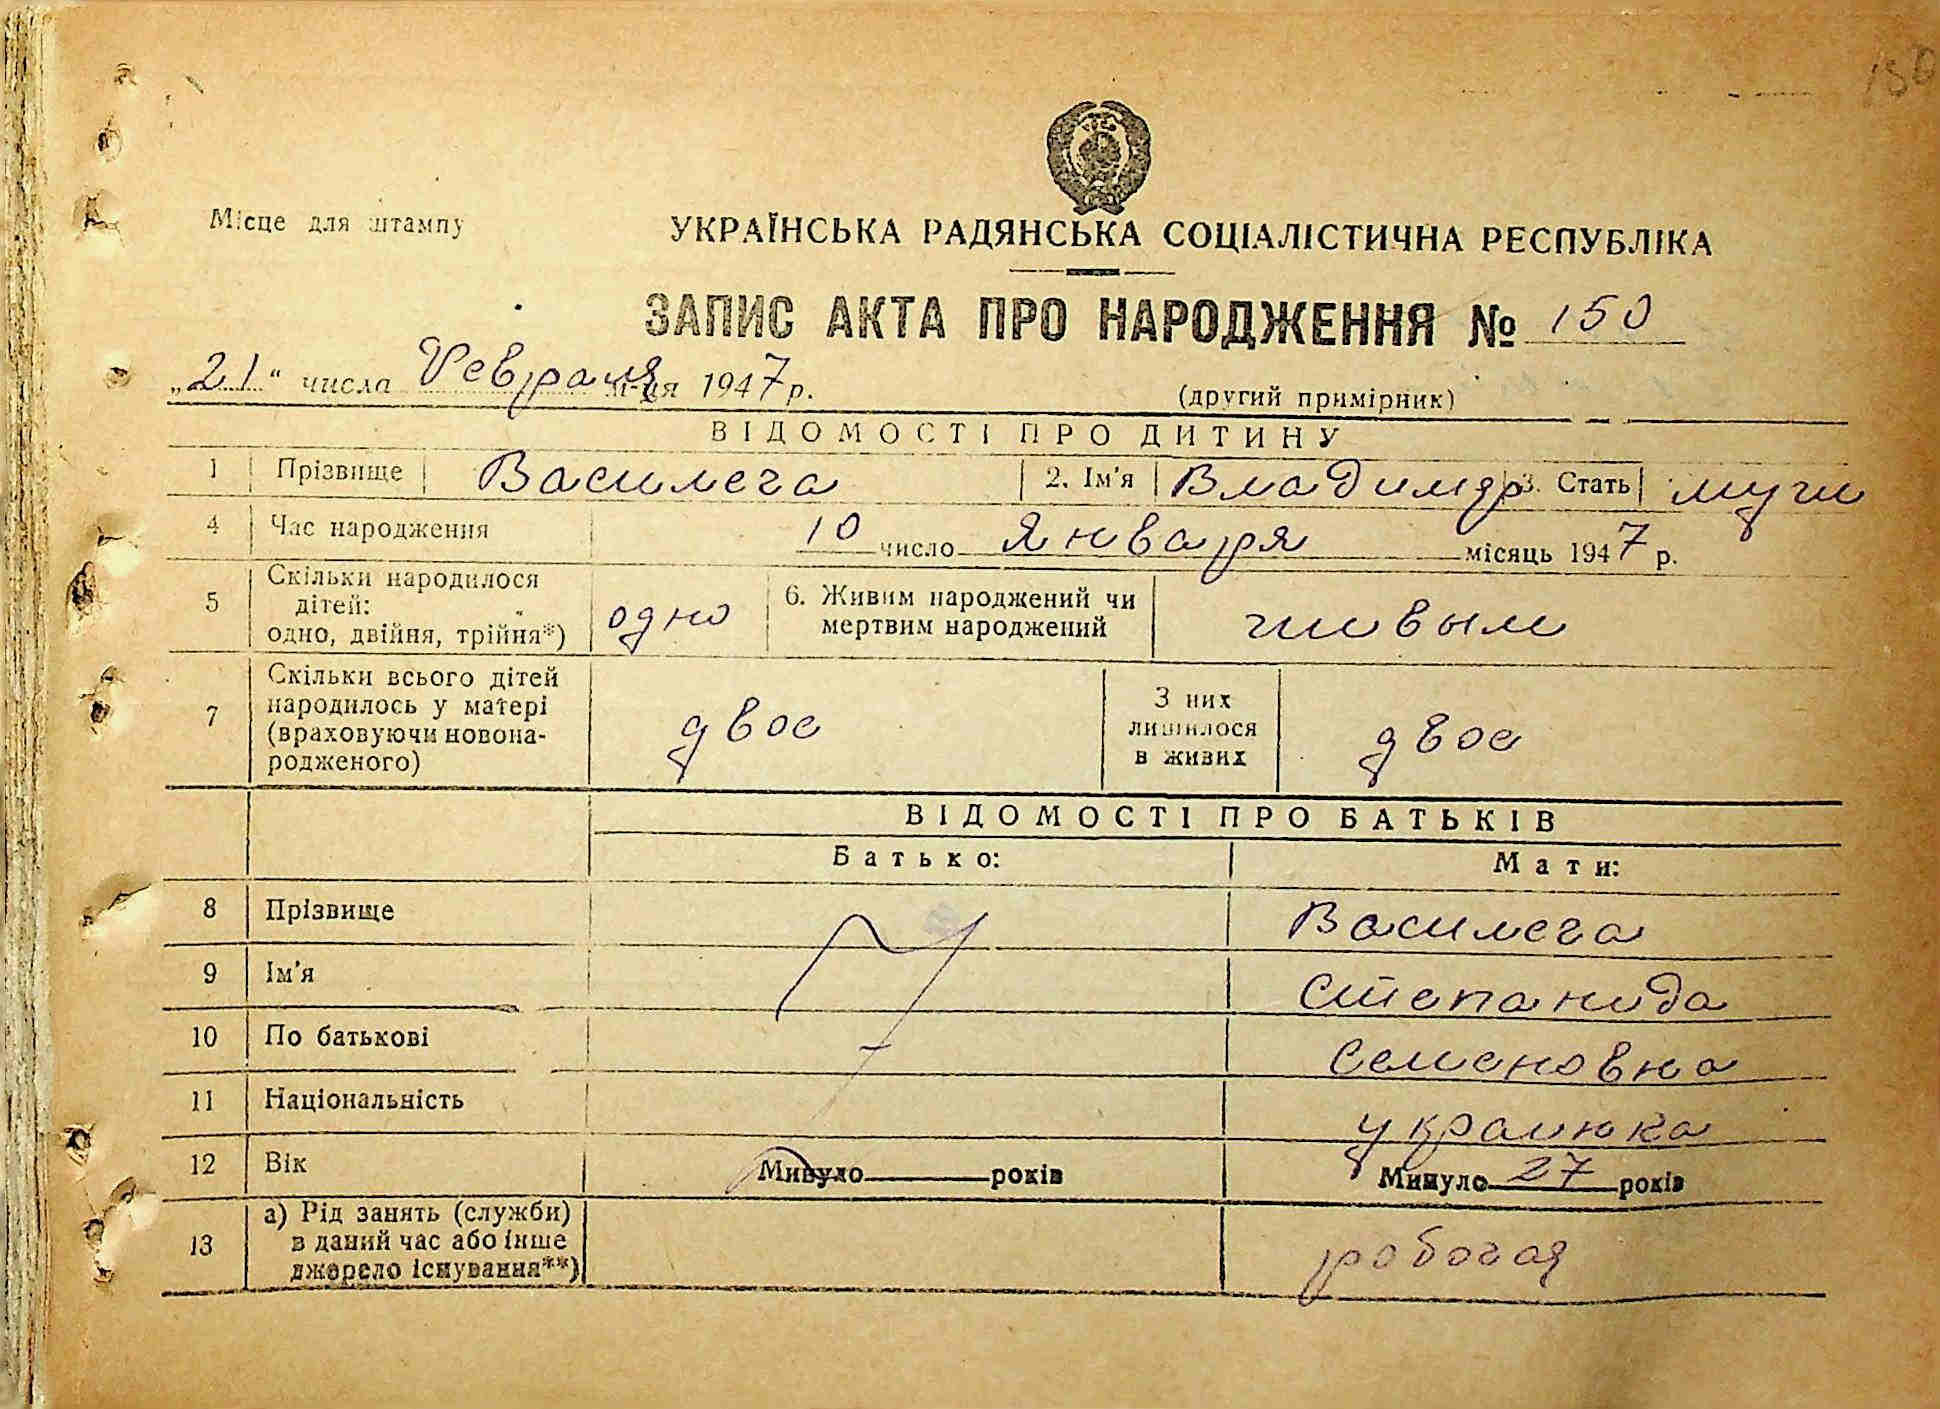 150
Місце для штампу
УКРАЇНСЬКА РАДЯНСЬКА СОЦІАЛІСТИЧНА РЕСПУБЛІКА
ЗАПИС АКТА ПРО НАРОДЖЕННЯ № 150
„21“ числа Февраля м-ця 1947 р.
(другий примірник)
ВІДОМОСТІ ПРО ДИТИНУ
1 Прізвище Василега 2. Ім'я Владимир 3. Стать муж
4 Час народження 10 число Января місяць 1947 р.
5 Скільки народилося дітей: одно, двійня, трійня*) одно 6. Живим народжений чи мертвим народжений живым
7 Скільки всього дітей народилось у матері (враховуючи новона-родженого) двое З них лишилося в живих двое
ВІДОМОСТІ ПРО БАТЬКІВ
Батько: Мати:
8 Прізвище Василега
9 Ім'я Степанида
10 По батькові Семеновна
11 Національність украинка
12 Вік Минуло років Минуло 27 років
13 а) Рід занять (служби) в даний час або інше джерело існування**) робочая